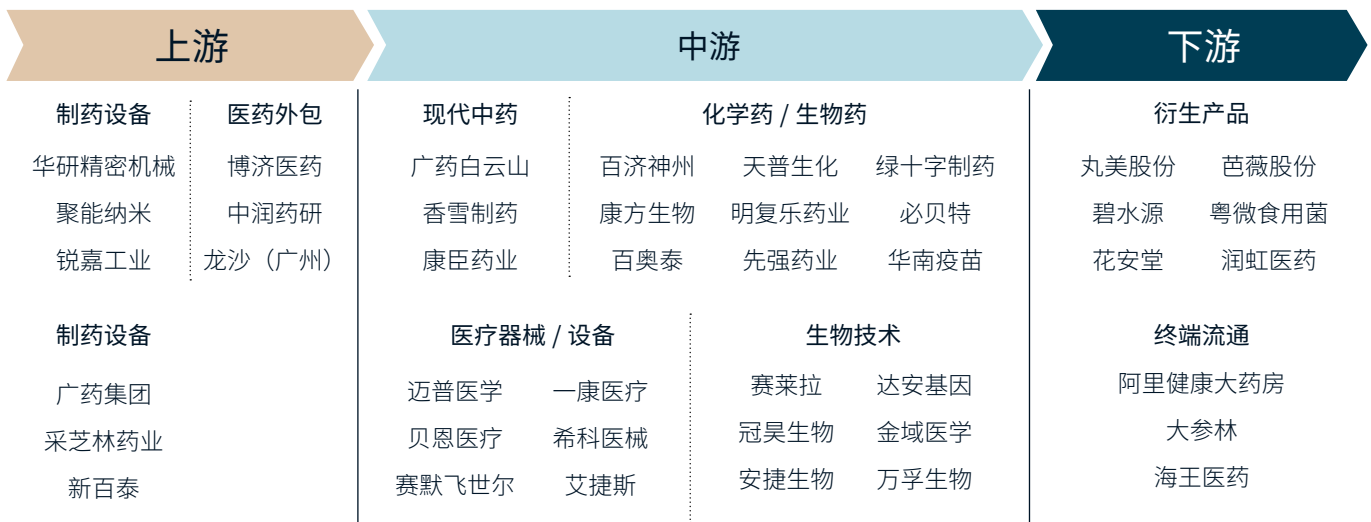 上游
中游
下游
制药设备 医药外包 现代中药 化学药 / 生物药 衍生产品
华研精密机械 博济医药 广药白云山 百济神州 天普生化 绿十字制药 丸美股份 芭薇股份
聚能纳米 中润药研 香雪制药 康方生物 明复乐药业 必贝特 碧水源 粤微食用菌
锐嘉工业 龙沙（广州） 康臣药业 百奥泰 先强药业 华南疫苗 花安堂 润虹医药
制药设备 医疗器械 / 设备 生物技术 终端流通
广药集团 迈普医学 一康医疗 赛莱拉 达安基因 阿里健康大药房
采芝林药业 贝恩医疗 希科医械 冠昊生物 金域医学 大参林
新百泰 赛默飞世尔 艾捷斯 安捷生物 万孚生物 海王医药